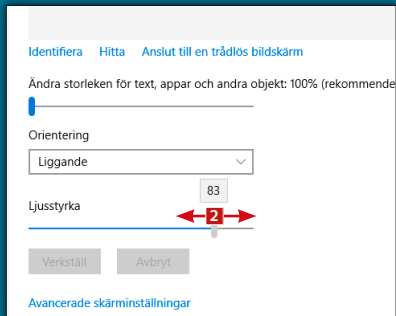 Identifiera Hitta Anslut till en trådlös bildskärm
Ändra storleken för text, appar och andra objekt: 100% (rekommende
Orientering
Liggande
83
Ljusstyrka
2
Verkställ Avbryt
Avancerade skärminställningar